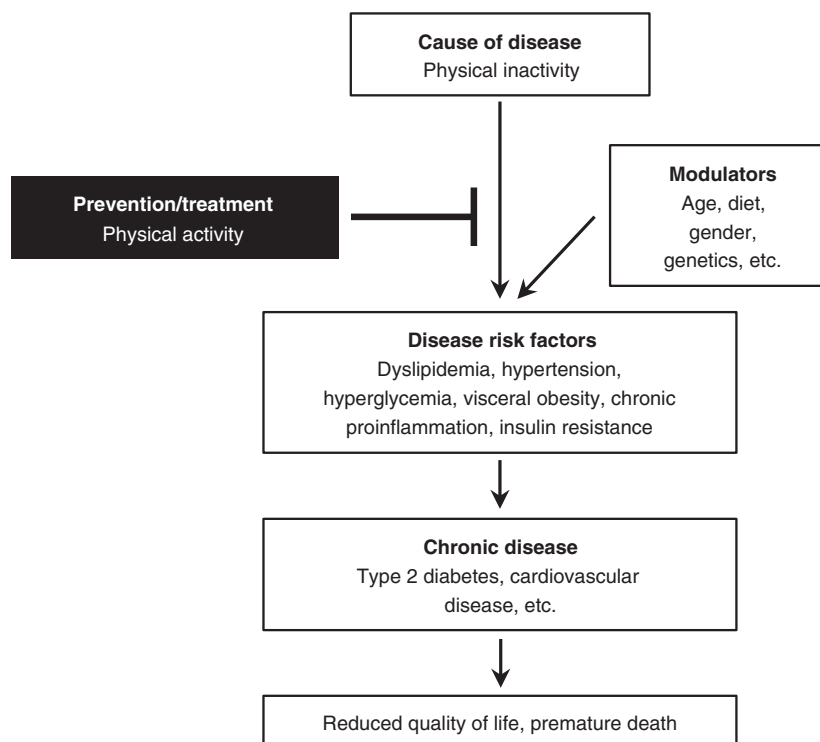 Cause of disease
Physical inactivity
Prevention/treatment
Physical activity
Modulators
Age, diet,
gender,
genetics, etc.
Disease risk factors
Dyslipidemia, hypertension,
hyperglycemia, visceral obesity, chronic
proinflammation, insulin resistance
Chronic disease
Type 2 diabetes, cardiovascular
disease, etc.
Reduced quality of life, premature death